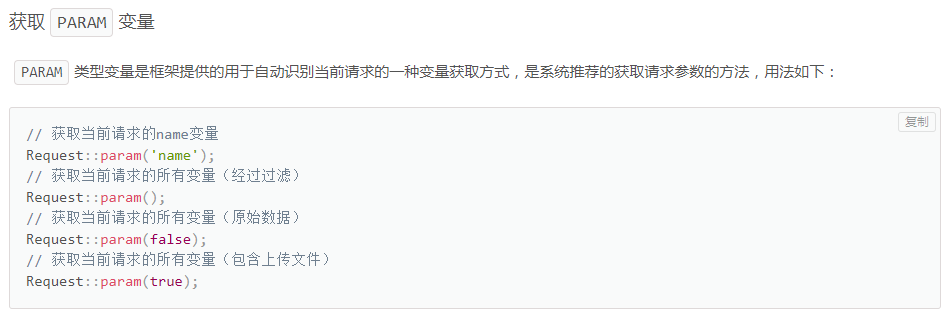 获取 PARAM 变量
PARAM 类型变量是框架提供的用于自动识别当前请求的一种变量获取方式，是系统推荐的获取请求参数的方法，用法如下：
复制
// 获取当前请求的name变量
Request::param('name');
// 获取当前请求的所有变量（经过过滤）
Request::param();
// 获取当前请求的所有变量（原始数据）
Request::param(false);
// 获取当前请求的所有变量（包含上传文件）
Request::param(true);